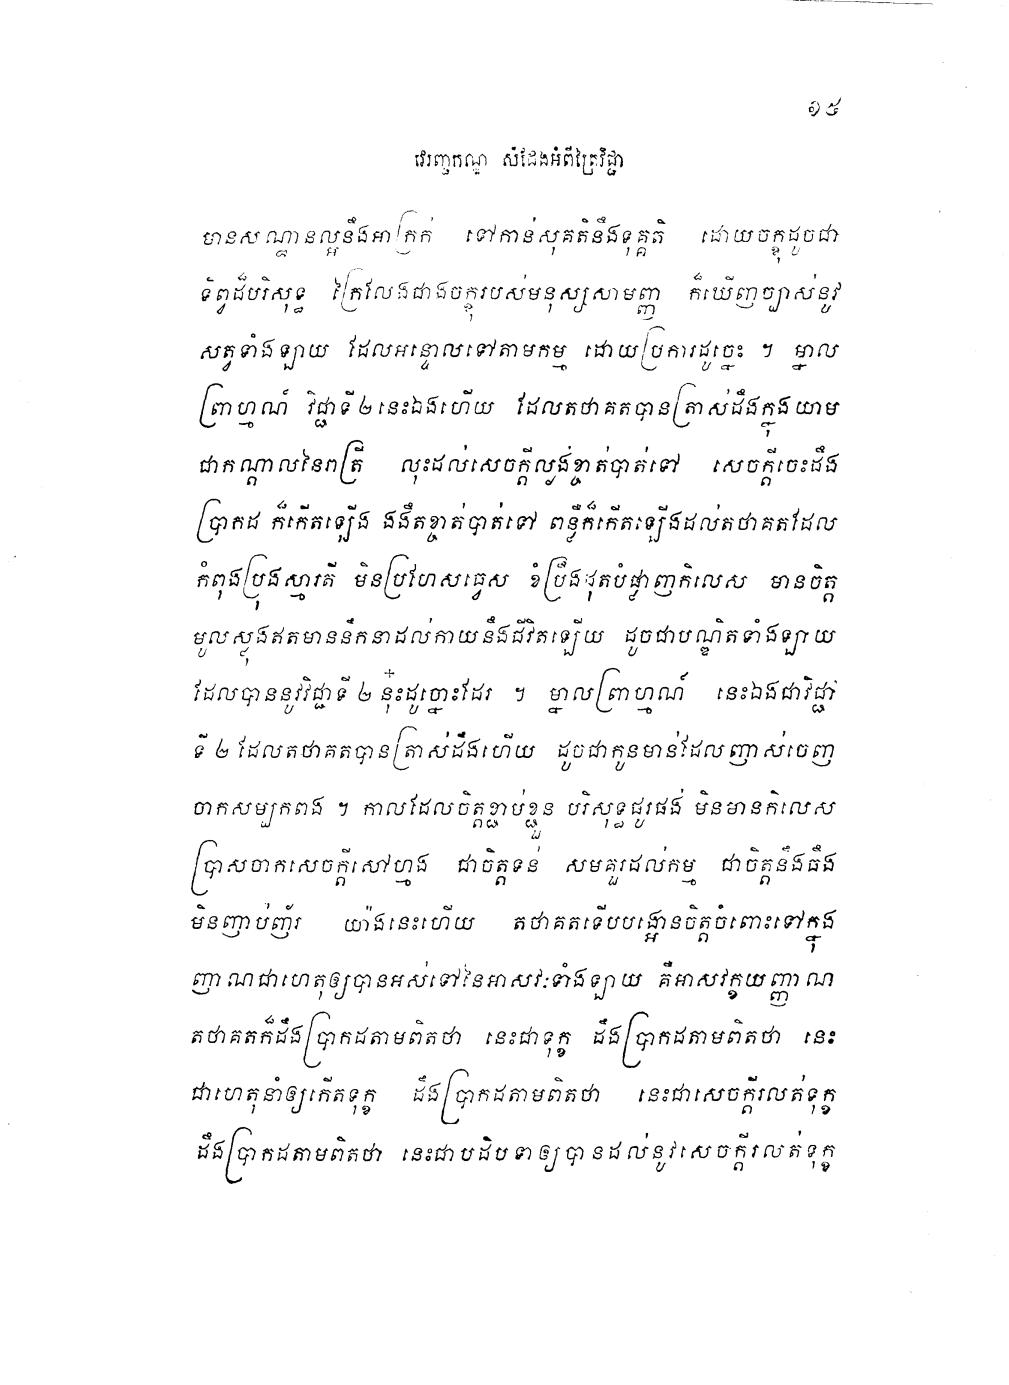 ១៥
វេរញ្ជកណ្ឌ សំដែងអំពីត្រៃវិជ្ជា
មានសណ្ឋានល្អនឹងអាក្រក់ ទៅកាន់សុគតិនឹងទុគ្គតិ ដោយចក្ខុដូចជា
ទិព្វដ៏បរិសុទ្ធ ក្រៃលែងជាងចក្ខុរបស់មនុស្សសាមញ្ញ ក៏ឃើញច្បាស់នូវ
សត្វទាំងឡាយ ដែលអន្ទោលទៅតាមកម្ម ដោយប្រការដូច្នេះ ។ ម្នាល
ព្រាហ្មណ៍ វិជ្ជាទី២នេះឯងហើយ ដែលតថាគតបានត្រាស់ដឹងក្នុងយាម
ជាកណ្តាលនៃរាត្រី លុះដល់សេចក្តីល្ងង់ខ្ចាត់បាត់ទៅ សេចក្តីចេះដឹង
ប្រាកដ ក៏កើតឡើង ងងឹតខ្ចាត់បាត់ទៅ ពន្លឺក៏កើតឡើងដល់តថាគតដែល
កំពុងប្រុងស្មារតី មិនប្រហែសធ្វេស ខំប្រឹងដុតបំផ្លាញកិលេស មានចិត្ត
មូលស្លុងឥតមាននឹកនាដល់កាយនឹងជីវិតឡើយ ដូចជាបណ្ឌិតទាំងឡាយ
ដែលបាននូវវិជ្ជាទី ២ នុ៎ះដូច្នោះដែរ ។ ម្នាលព្រាហ្មណ៍ នេះឯងជាវិជ្ជា
ទី ២ ដែលតថាគតបានត្រាស់ដឹងហើយ ដូចជាកូនមាន់ដែលញាស់ចេញ
ចាកសម្បកពង ។ កាលដែលចិត្តខ្ជាប់ខ្ជួន បរិសុទ្ធផូរផង់ មិនមានកិលេស
ប្រាសចាកសេចក្តីសៅហ្មង ជាចិត្តទន់ សមគួរដល់កម្ម ជាចិត្តនឹងធឹង
មិនញាប់ញ័រ យ៉ាងនេះហើយ តថាគតទើបបង្អោនចិត្តចំពោះទៅក្នុង
ញាណជាហេតុឲ្យបានអស់ទៅនៃអាសវៈទាំងឡាយ គឺអាសវក្ខយញ្ញាណ
តថាគតក៏ដឹងប្រាកដតាមពិតថា នេះជាទុក្ខ ដឹងប្រាកដតាមពិតថា នេះ
ជាហេតុនាំឲ្យកើតទុក្ខ ដឹងប្រាកដតាមពិតថា នេះជាសេចក្តីរលត់ទុក្ខ
ដឹងប្រាកដតាមពិតថា នេះជាបដិបទាឲ្យបានដល់នូវសេចក្តីរលត់ទុក្ខ